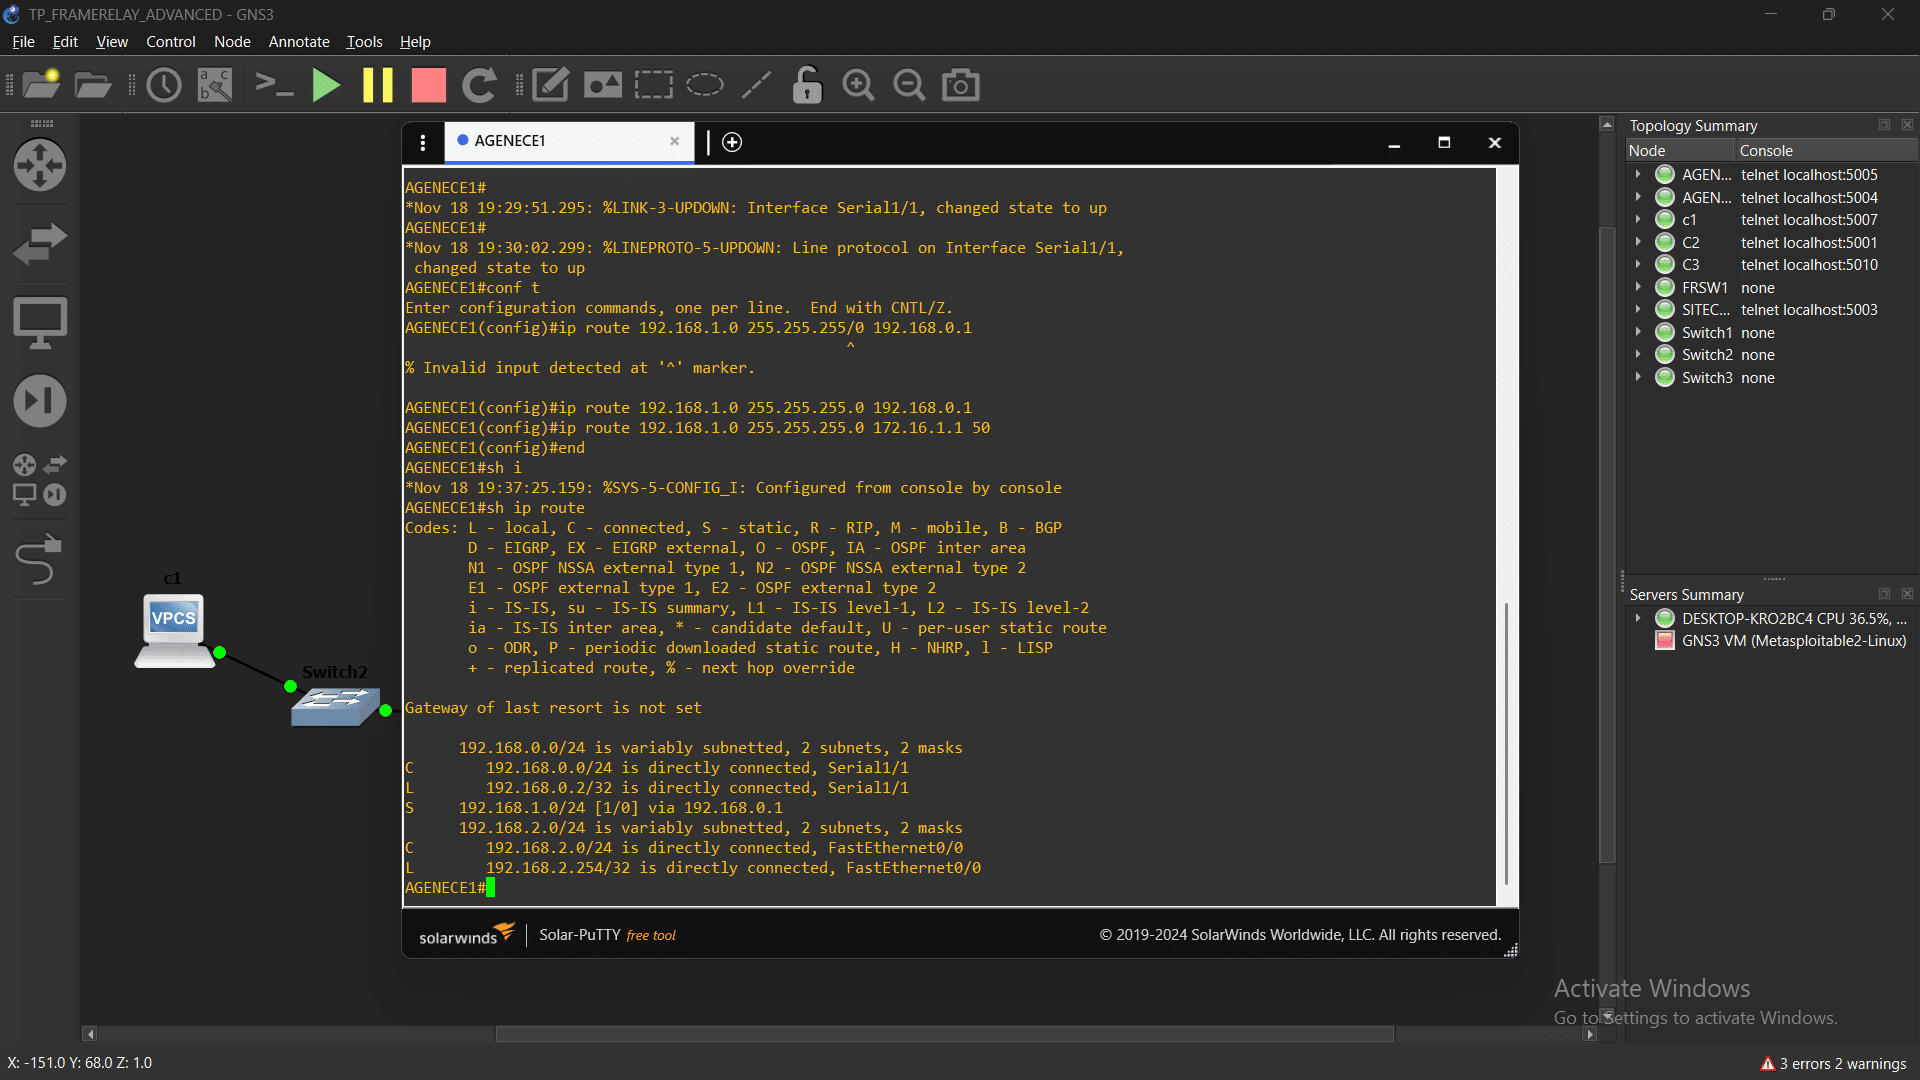 TP_FRAMERELAY_ADVANCED - GNS3
File Edit View Control Node Annotate Tools Help
AGENECE1
AGENECE1#
*Nov 18 19:29:51.295: %LINK-3-UPDOWN: Interface Serial1/1, changed state to up
AGENECE1#
*Nov 18 19:30:02.299: %LINEPROTO-5-UPDOWN: Line protocol on Interface Serial1/1,
changed state to up
AGENECE1#conf t
Enter configuration commands, one per line.  End with CNTL/Z.
AGENECE1(config)#ip route 192.168.1.0 255.255.255/0 192.168.0.1
^
% Invalid input detected at '^' marker.
AGENECE1(config)#ip route 192.168.1.0 255.255.255.0 192.168.0.1
AGENECE1(config)#ip route 192.168.1.0 255.255.255.0 172.16.1.1 50
AGENECE1(config)#end
AGENECE1#sh i
*Nov 18 19:37:25.159: %SYS-5-CONFIG_I: Configured from console by console
AGENECE1#sh ip route
Codes: L - local, C - connected, S - static, R - RIP, M - mobile, B - BGP
D - EIGRP, EX - EIGRP external, O - OSPF, IA - OSPF inter area
N1 - OSPF NSSA external type 1, N2 - OSPF NSSA external type 2
E1 - OSPF external type 1, E2 - OSPF external type 2
i - IS-IS, su - IS-IS summary, L1 - IS-IS level-1, L2 - IS-IS level-2
ia - IS-IS inter area, * - candidate default, U - per-user static route
o - ODR, P - periodic downloaded static route, H - NHRP, l - LISP
+ - replicated route, % - next hop override
Gateway of last resort is not set
192.168.0.0/24 is variably subnetted, 2 subnets, 2 masks
C 192.168.0.0/24 is directly connected, Serial1/1
L 192.168.0.2/32 is directly connected, Serial1/1
S 192.168.1.0/24 [1/0] via 192.168.0.1
192.168.2.0/24 is variably subnetted, 2 subnets, 2 masks
C 192.168.2.0/24 is directly connected, FastEthernet0/0
L 192.168.2.254/32 is directly connected, FastEthernet0/0
AGENECE1#
solarwinds Solar-PuTTY free tool © 2019-2024 SolarWinds Worldwide, LLC. All rights reserved.
c1
VPCS
Switch2
Topology Summary
Node Console
AGEN... telnet localhost:5005
AGEN... telnet localhost:5004
c1 telnet localhost:5007
C2 telnet localhost:5001
C3 telnet localhost:5010
FRSW1 none
SITEC... telnet localhost:5003
Switch1 none
Switch2 none
Switch3 none
Servers Summary
DESKTOP-KRO2BC4 CPU 36.5%, ...
GNS3 VM (Metasploitable2-Linux)
Activate Windows
Go to Settings to activate Windows.
X: -151.0 Y: 68.0 Z: 1.0
3 errors 2 warnings